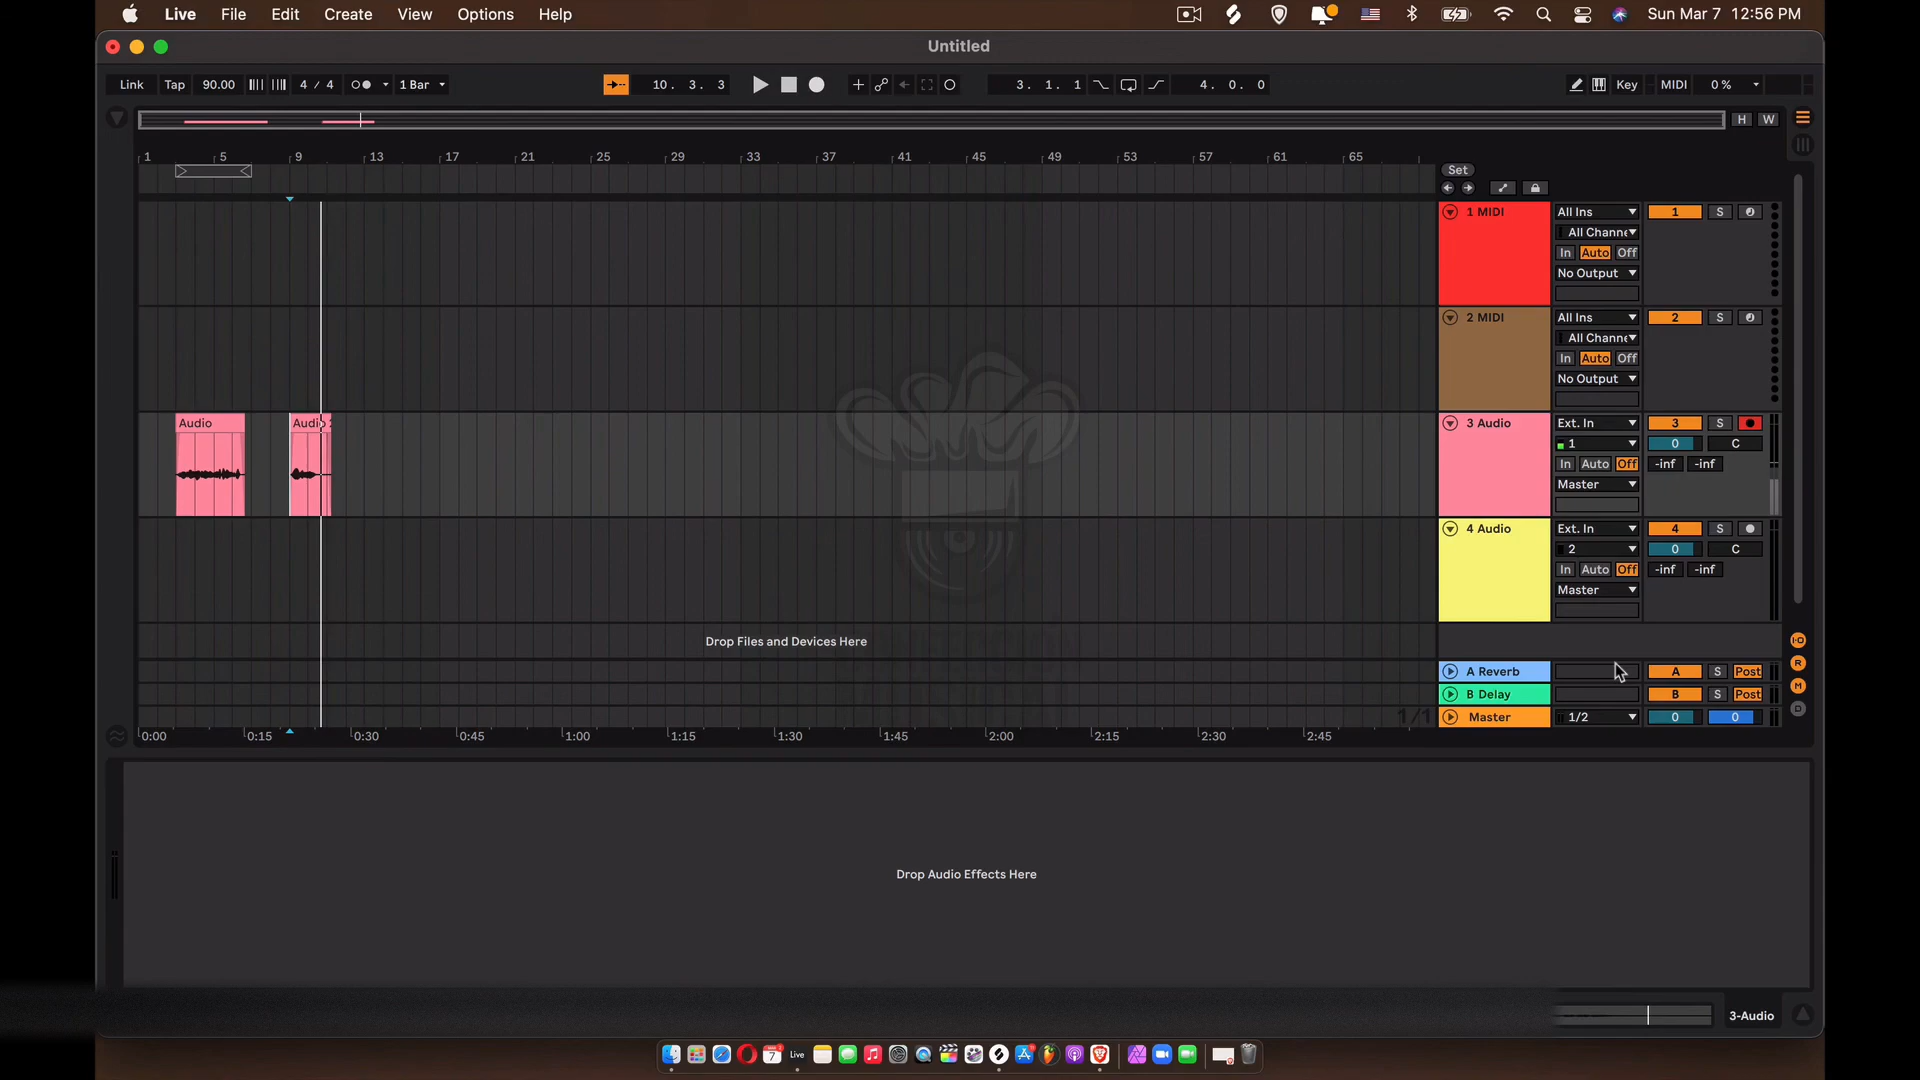 Live File Edit Create View Options Help Sun Mar 7 12:56 PM
Untitled
Link Tap 90.00 4 / 4 1 Bar 10. 3. 3 3. 1. 1 4. 0. 0 Key MIDI 0 %
H W
1 5 9 13 17 21 25 29 33 37 41 45 49 53 57 61 65
Set
1 MIDI All Ins 1 S
All Channe
In Auto Off
No Output
2 MIDI All Ins 2 S
All Channe
In Auto Off
No Output
Audio Audio 3 Audio Ext. In 3 S
1 0 C
In Auto Off -inf -inf
Master
4 Audio Ext. In 4 S
2 0 C
In Auto Off -inf -inf
Master
Drop Files and Devices Here
A Reverb A S Post
B Delay B S Post
1/1 Master 1/2 0 0
I·O
R
M
D
0:00 0:15 0:30 0:45 1:00 1:15 1:30 1:45 2:00 2:15 2:30 2:45
Drop Audio Effects Here
3-Audio
7 Live